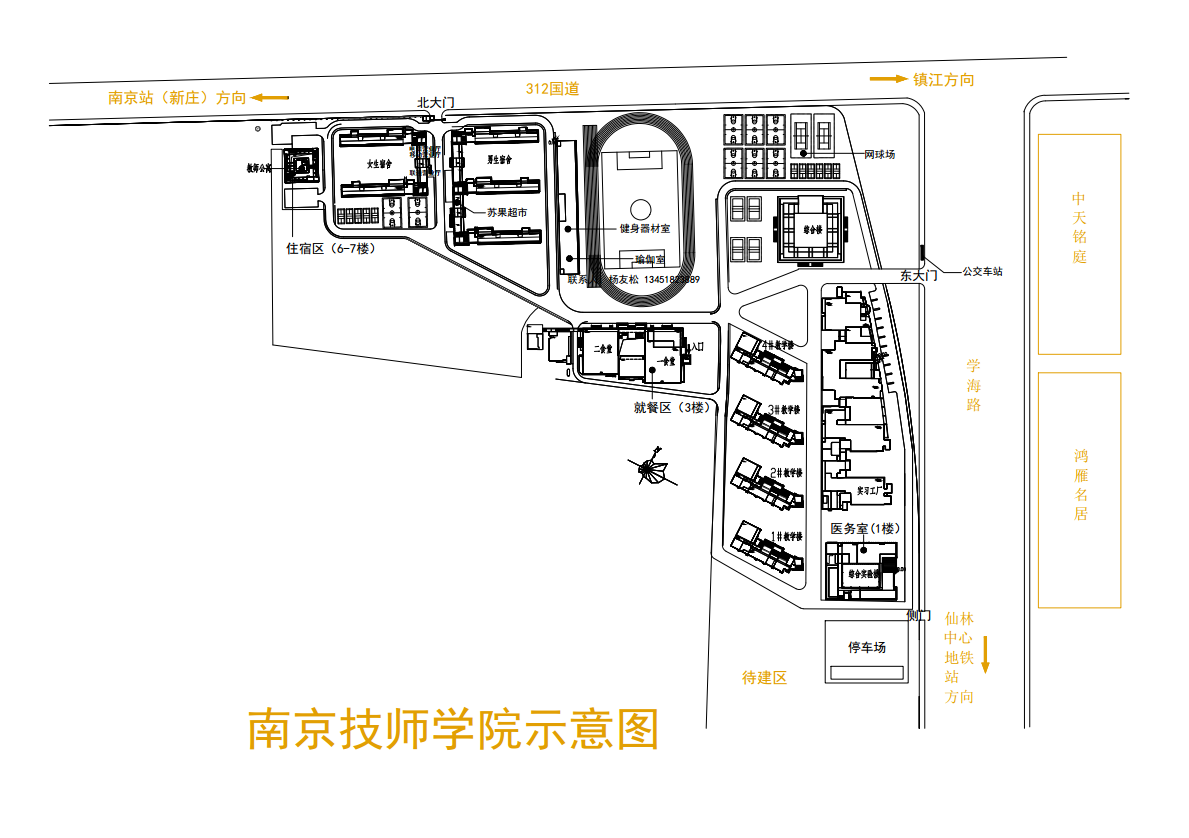 312国道
镇江方向
南京站（新庄）方向
北大门
网球场
女生宿舍
男生宿舍
教师公寓
苏果超市
健身器材室
综合楼
住宿区（6-7楼）
瑜伽室
联系人 杨友松 13451823889
东大门
公交车站
中天铭庭
二食堂
一食堂
入口
4#教学楼
学海路
就餐区（3楼）
3#教学楼
2#教学楼
实习工厂
鸿雁名居
医务室(1楼)
1#教学楼
综合实验楼
侧门
停车场
仙林
中心
地铁
站
方向
待建区
南京技师学院示意图